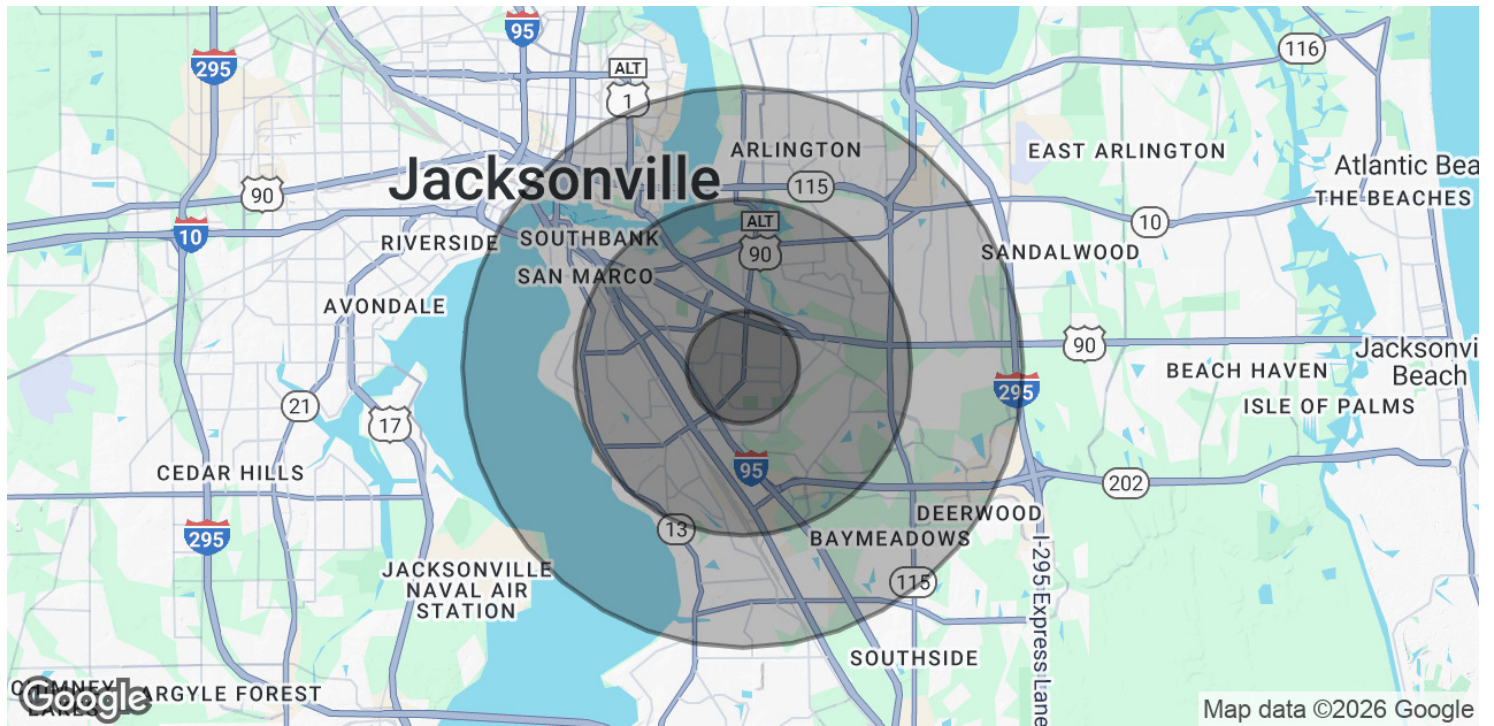 95
295
ALT
1
116
ARLINGTON
EAST ARLINGTON
Jacksonville
Atlantic Bea
THE BEACHES
90
115
10
10
RIVERSIDE
SOUTHBANK
ALT
90
SANDALWOOD
SAN MARCO
AVONDALE
90
Jacksonvi
Beach
BEACH HAVEN
295
ISLE OF PALMS
21
17
CEDAR HILLS
95
202
DEERWOOD
13
BAYMEADOWS
295
JACKSONVILLE
NAVAL AIR
STATION
115
I-295 Express Lane
SOUTHSIDE
CHIMNEY
LAKES
ARGYLE FOREST
Google
Map data ©2026 Google